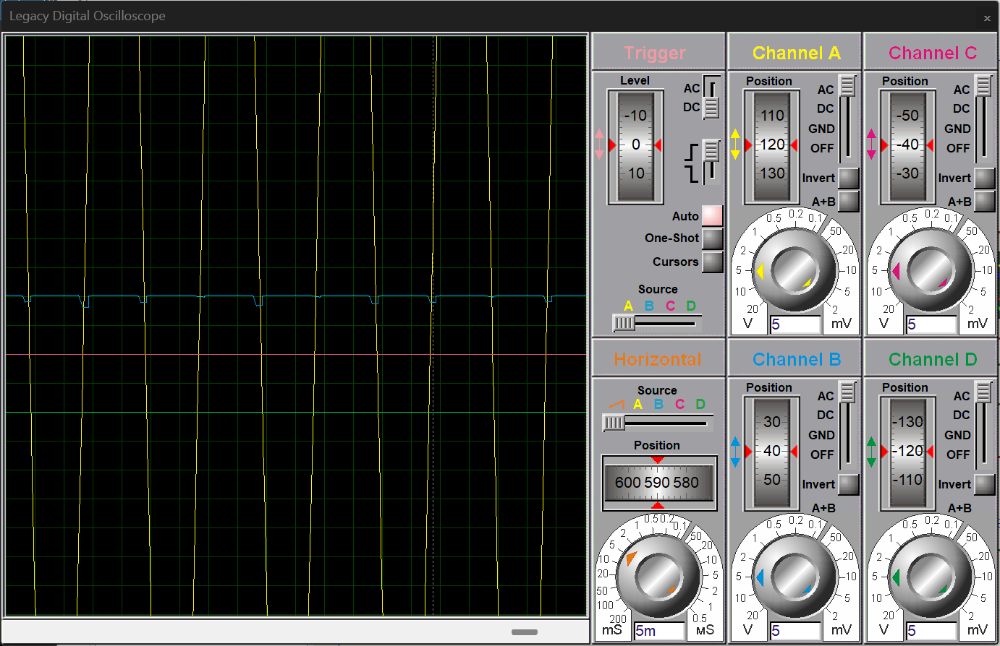 Legacy Digital Oscilloscope
Trigger
Level
AC
DC
-10
0
10
Auto
One-Shot
Cursors
Source
A B C D
Channel A
Position
AC
DC
GND
OFF
110
120
130
Invert
A+B
20 10 5 2 1 0.5 0.2 0.1 50 20 10 5 2
V 5 mV
Channel C
Position
AC
DC
GND
OFF
-50
-40
-30
Invert
A+B
20 10 5 2 1 0.5 0.2 0.1 50 20 10 5 2
V 5 mV
Horizontal
Source
A B C D
Position
600 590 580
200 100 50 20 10 5 2 1 0.5 0.2 0.1 50 20 10 5 2 1 0.5
mS 5m мS
Channel B
Position
AC
DC
GND
OFF
30
40
50
Invert
A+B
20 10 5 2 1 0.5 0.2 0.1 50 20 10 5 2
V 5 mV
Channel D
Position
AC
DC
GND
OFF
-130
-120
-110
Invert
A+B
20 10 5 2 1 0.5 0.2 0.1 50 20 10 5 2
V 5 mV